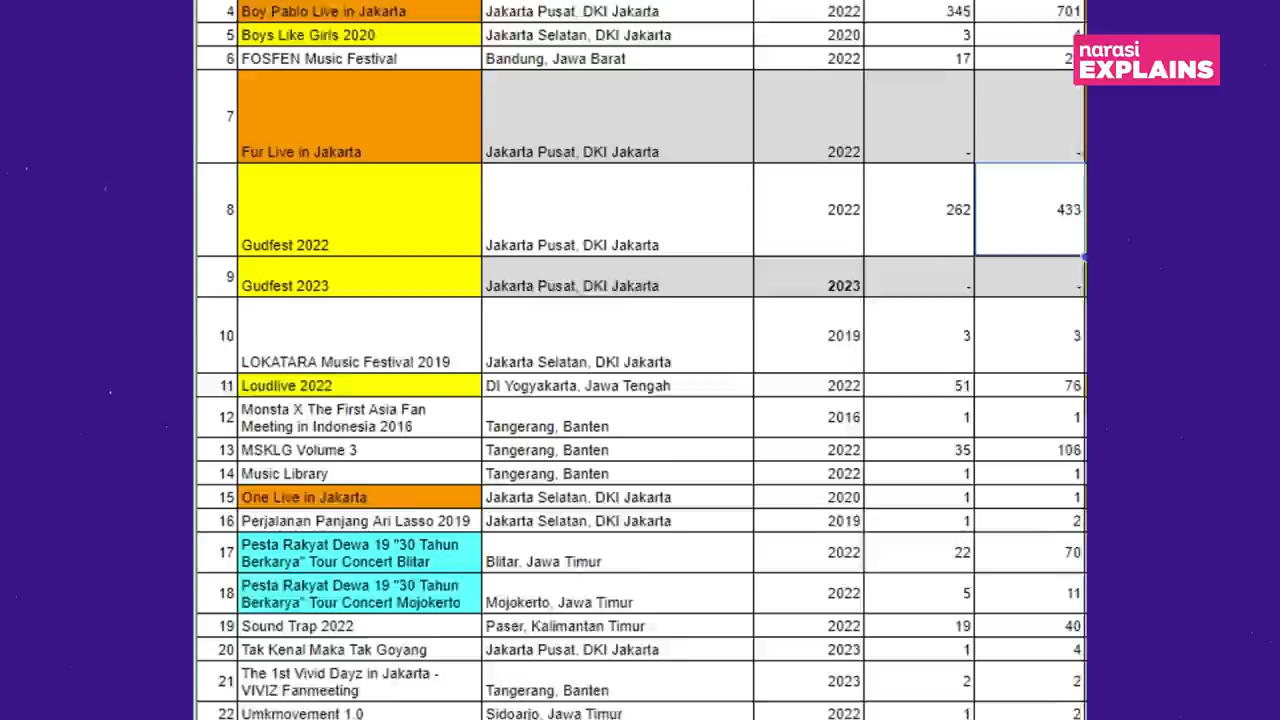 4 Boy Pablo Live in Jakarta Jakarta Pusat, DKI Jakarta 2022 345 701
narasi
EXPLAINS
5 Boys Like Girls 2020 Jakarta Selatan, DKI Jakarta 2020 3
6 FOSFEN Music Festival Bandung, Jawa Barat 2022 17
7 Fur Live in Jakarta Jakarta Pusat, DKI Jakarta 2022 - -
8 Gudfest 2022 Jakarta Pusat, DKI Jakarta 2022 262 433
9 Gudfest 2023 Jakarta Pusat, DKI Jakarta 2023 - -
10 LOKATARA Music Festival 2019 Jakarta Selatan, DKI Jakarta 2019 3 3
11 Loudlive 2022 DI Yogyakarta, Jawa Tengah 2022 51 76
12 Monsta X The First Asia Fan
Meeting in Indonesia 2016 Tangerang, Banten 2016 1 1
13 MSKLG Volume 3 Tangerang, Banten 2022 35 106
14 Music Library Tangerang, Banten 2022 1 1
15 One Live in Jakarta Jakarta Selatan, DKI Jakarta 2020 1 1
16 Perjalanan Panjang Ari Lasso 2019 Jakarta Selatan, DKI Jakarta 2019 1 2
17 Pesta Rakyat Dewa 19 "30 Tahun
Berkarya" Tour Concert Blitar Blitar, Jawa Timur 2022 22 70
18 Pesta Rakyat Dewa 19 "30 Tahun
Berkarya" Tour Concert Mojokerto Mojokerto, Jawa Timur 2022 5 11
19 Sound Trap 2022 Paser, Kalimantan Timur 2022 19 40
20 Tak Kenal Maka Tak Goyang Jakarta Pusat, DKI Jakarta 2023 1 4
21 The 1st Vivid Dayz in Jakarta -
VIVIZ Fanmeeting Tangerang, Banten 2023 2 2
22 Umkmovement 1.0 Sidoarjo, Jawa Timur 2022 1 2